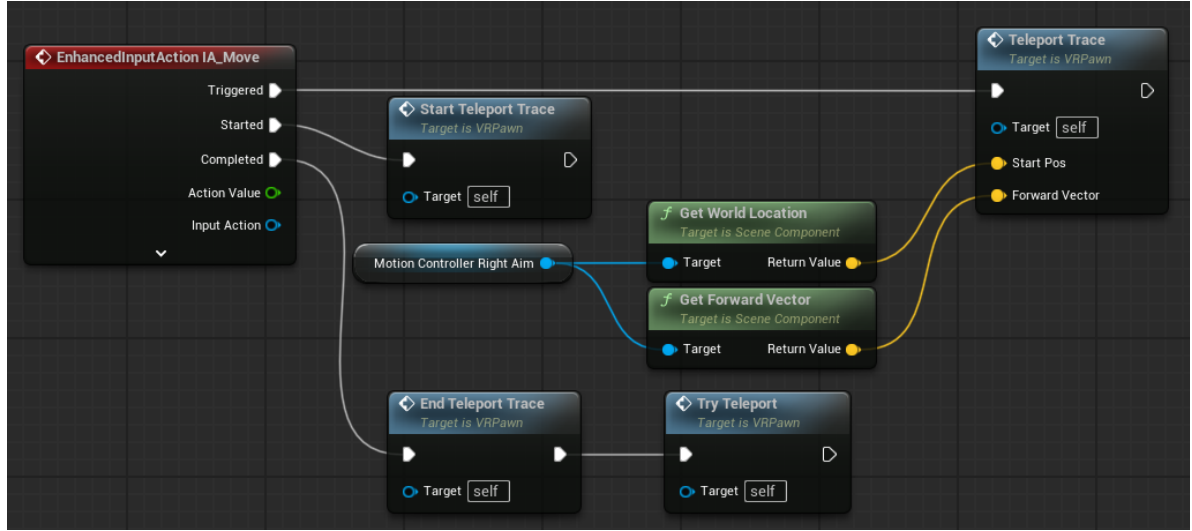 EnhancedInputAction IA_Move
Triggered
Started
Completed
Action Value
Input Action
Start Teleport Trace
Target is VRPawn
Target self
Motion Controller Right Aim
f Get World Location
Target is Scene Component
Target Return Value
f Get Forward Vector
Target is Scene Component
Target Return Value
Teleport Trace
Target is VRPawn
Target self
Start Pos
Forward Vector
End Teleport Trace
Target is VRPawn
Target self
Try Teleport
Target is VRPawn
Target self